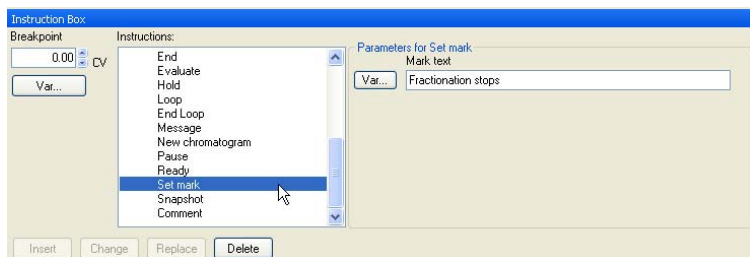 Instruction Box
Breakpoint
0.00 CV
Var...
Instructions:
End
Evaluate
Hold
Loop
End Loop
Message
New chromatogram
Pause
Ready
Set mark
Snapshot
Comment
Parameters for Set mark
Mark text
Var... Fractionation stops
Insert Change Replace Delete